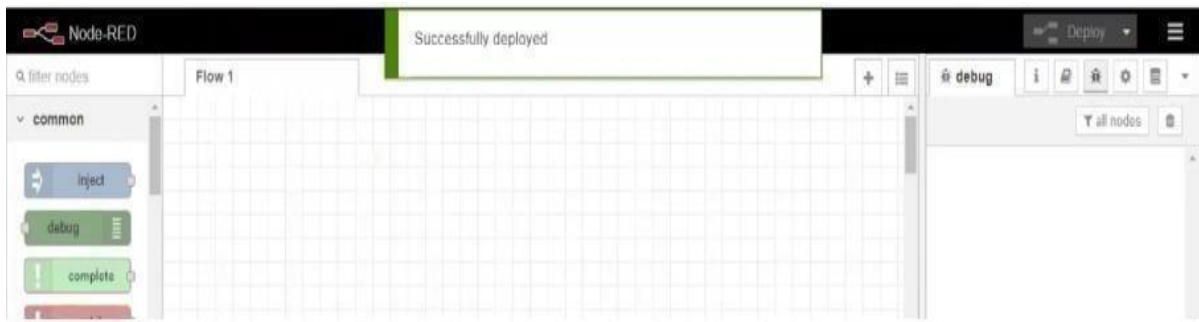 Node-RED
Successfully deployed
Deploy
filter nodes
Flow 1
debug
i
common
all nodes
inject
debug
complete